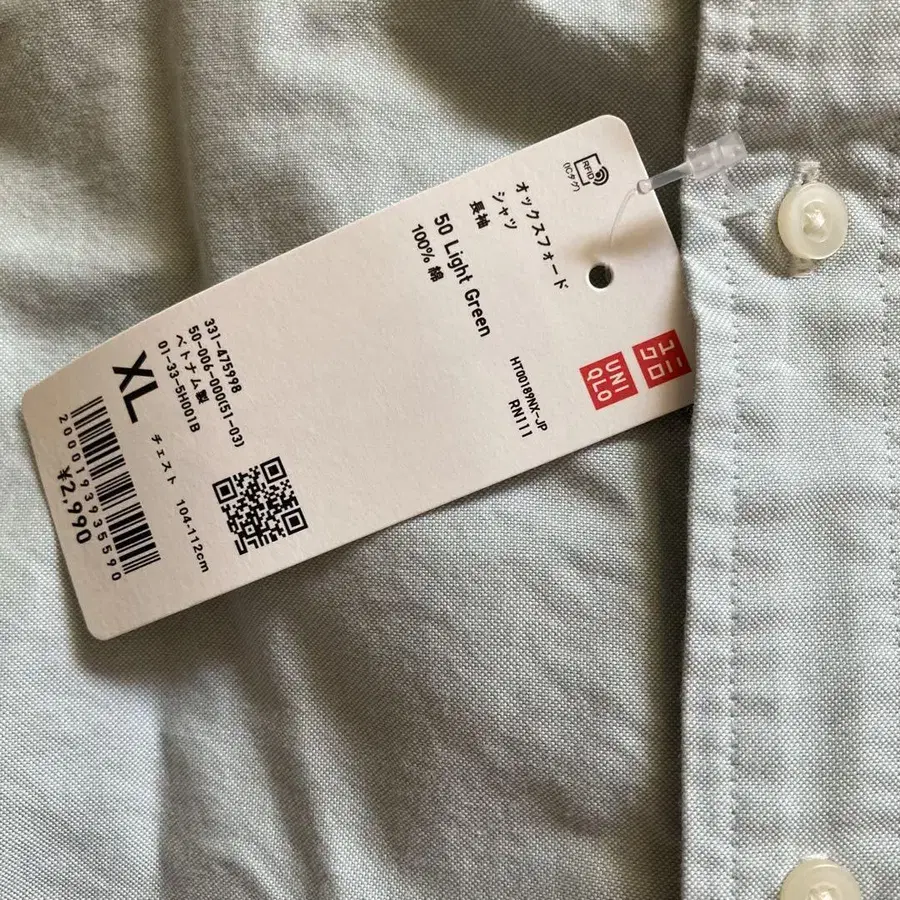 RFID
(ICタグ)
オックスフォード
シャツ
長袖
50 Light Green
100% 綿
ユニ
クロ
UNI
QLO
HT00189NX-JP
RN111
331-475998
50-006-000(51-03)
ベトナム製
01-33-5H001B
XL
チェスト 104-112cm
2000193935590
¥2,990